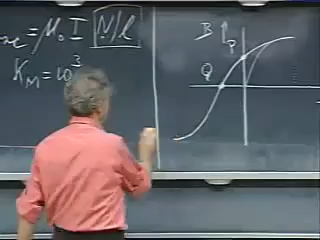 = μ₀ I N/l
K_M = 10³
B
P
Q